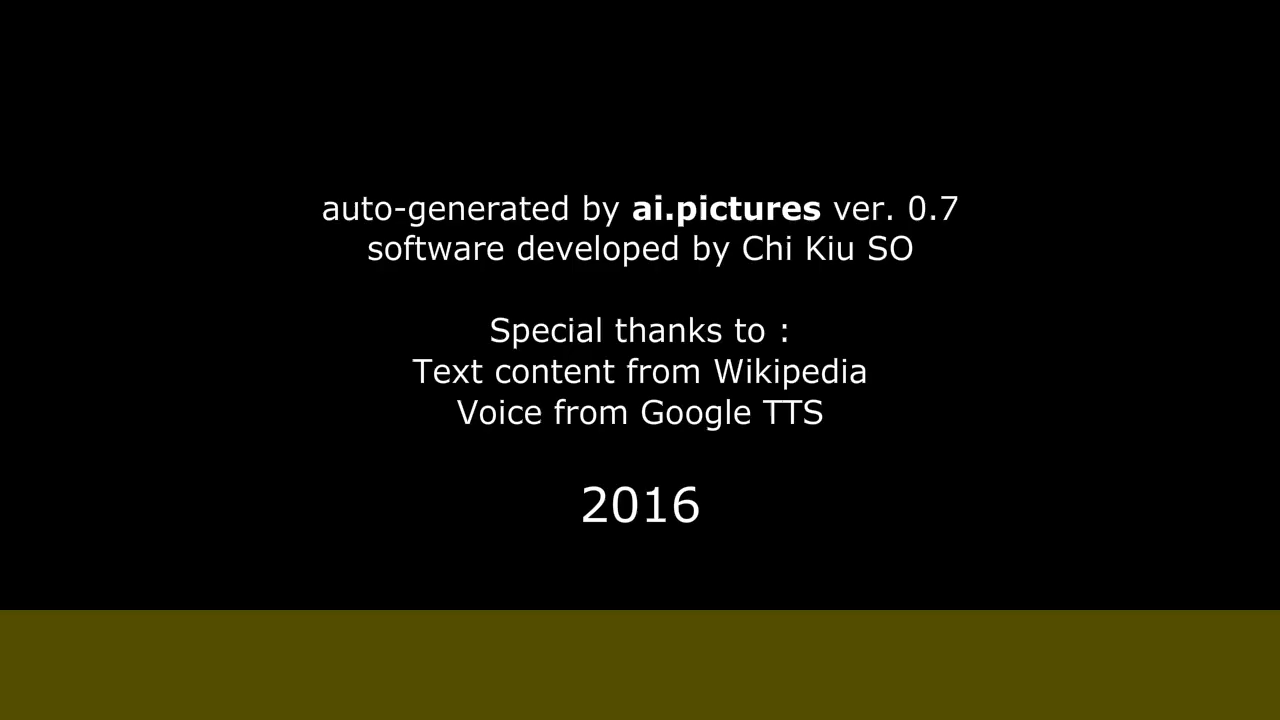 auto-generated by ai.pictures ver. 0.7
software developed by Chi Kiu SO
Special thanks to :
Text content from Wikipedia
Voice from Google TTS
2016